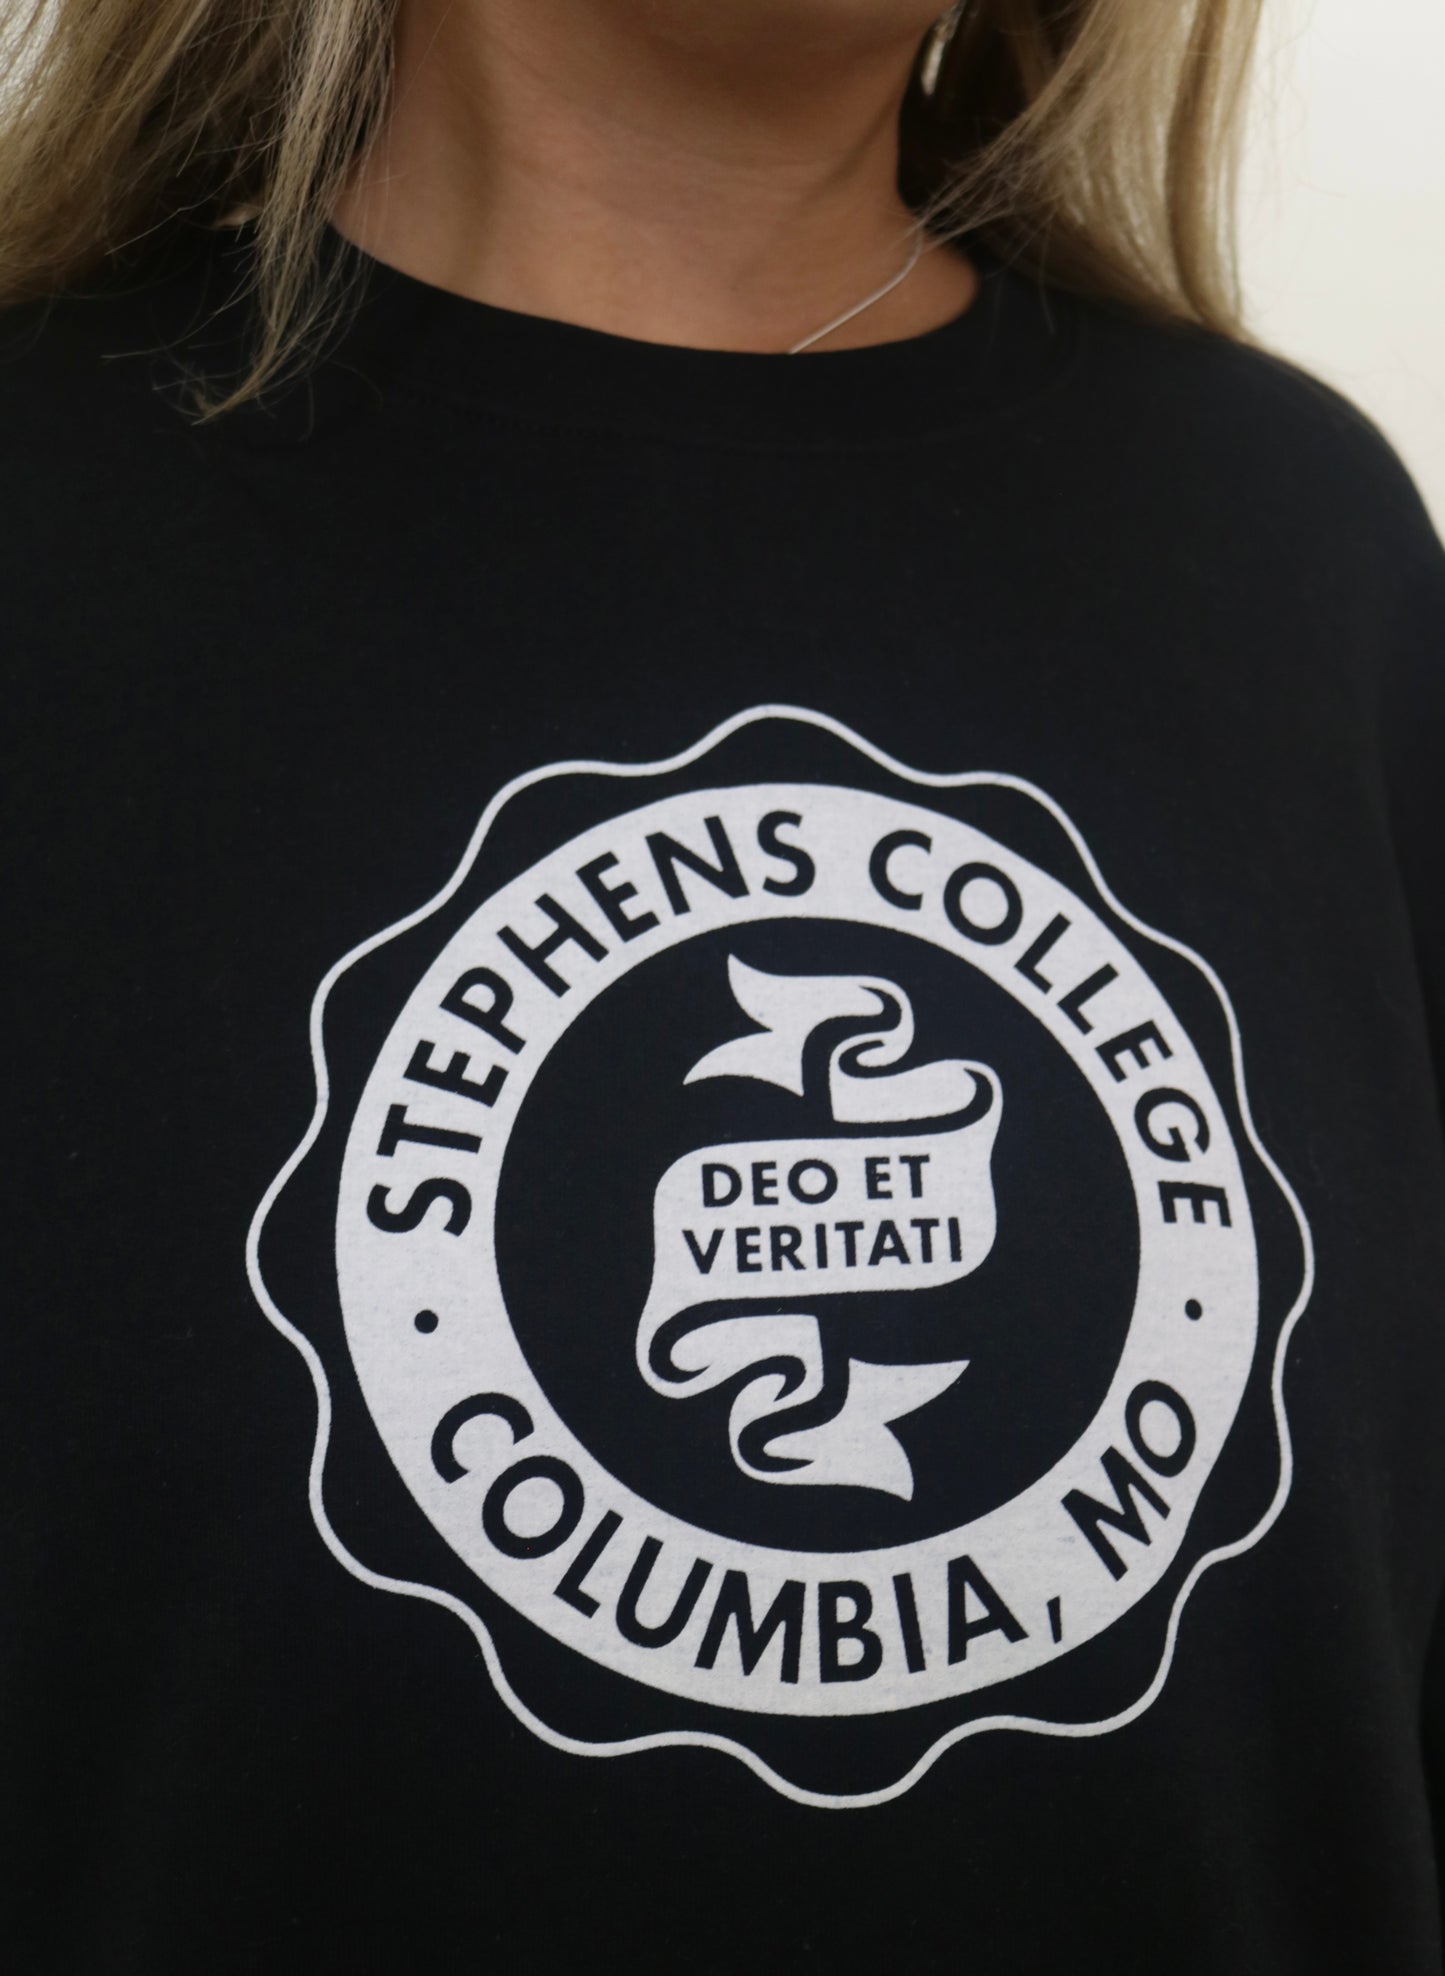 STEPHENS COLLEGE
DEO ET
VERITATI
• COLUMBIA, MO •